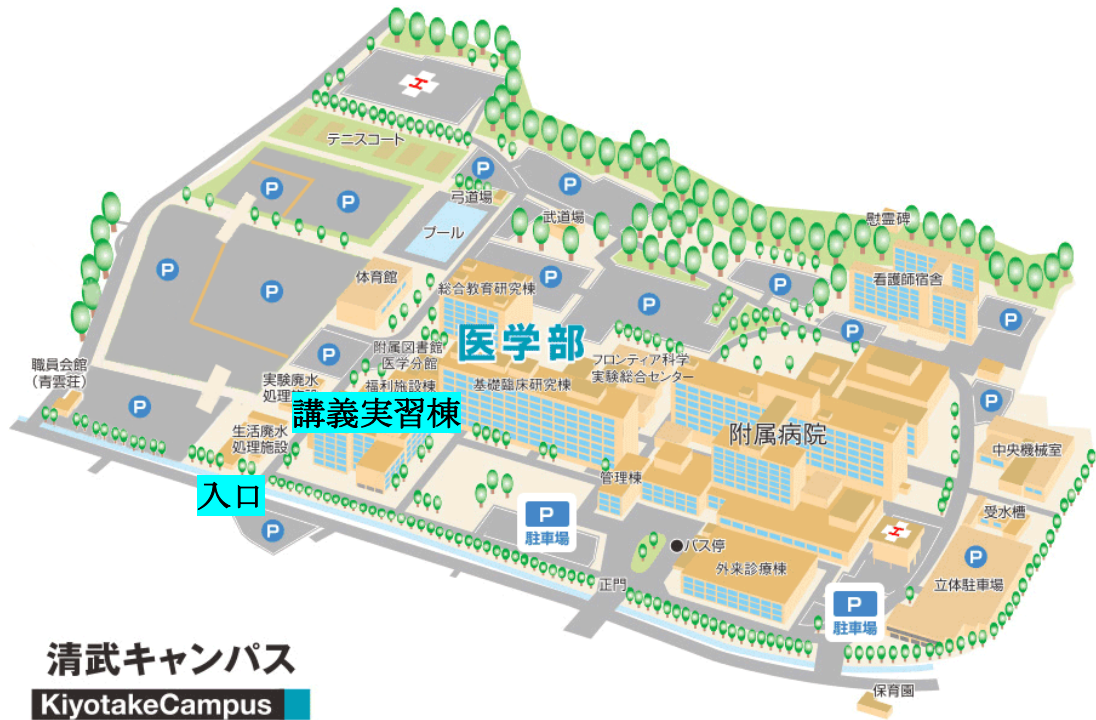 テニスコート
P
P
P
P
弓道場
プール
武道場
慰霊碑
看護師宿舎
P
P
体育館
総合教育研究棟
P
P
P
P
P
医学部
附属図書館
医学分館
フロンティア科学
実験総合センター
P
職員会館
(青雲荘)
実験廃水
処理施設
福利施設棟
基礎臨床研究棟
P
P
講義実習棟
附属病院
生活廃水
処理施設
中央機械室
管理棟
入口
P
P
駐車場
受水槽
バス停
外来診療棟
P
立体駐車場
正門
P
駐車場
清武キャンパス
KiyotakeCampus
保育園